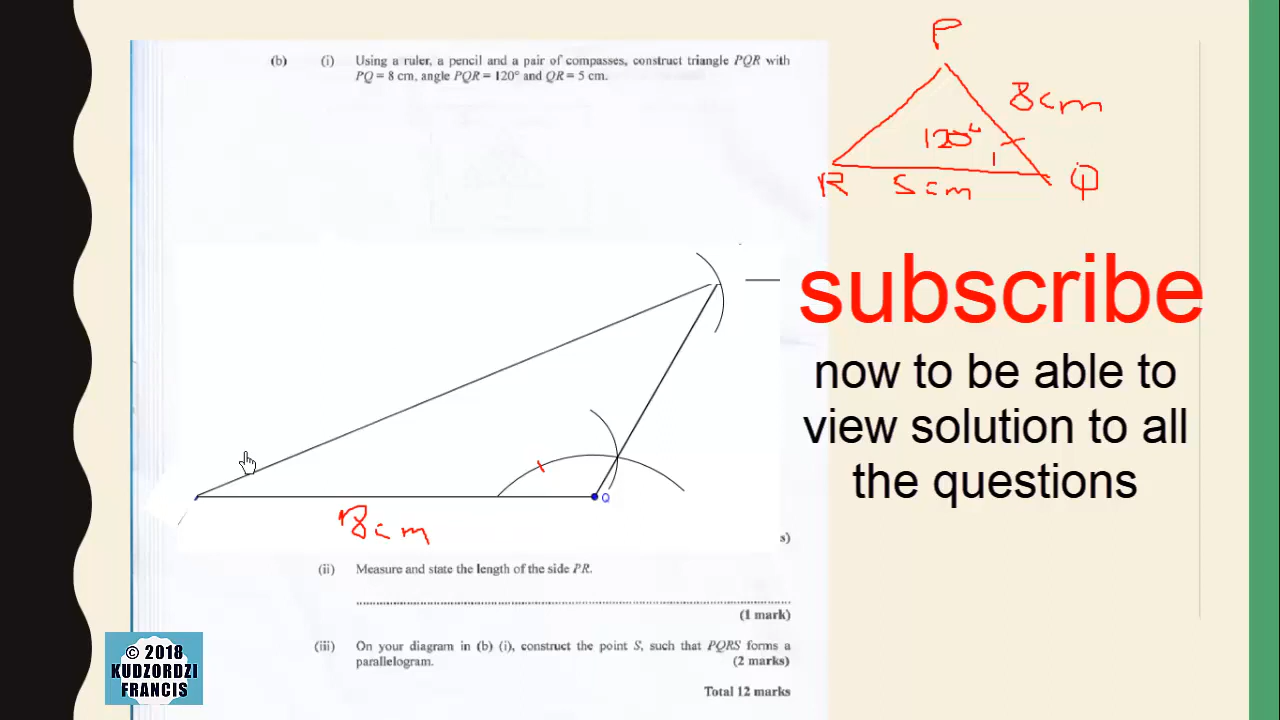 (b) (i) Using a ruler, a pencil and a pair of compasses, construct triangle PQR with
PQ = 8 cm, angle PQR = 120° and QR = 5 cm.
P
8cm
120°
R 5cm Q
subscribe
now to be able to
view solution to all
the questions
Q
8cm
s)
(ii) Measure and state the length of the side PR.
(1 mark)
(iii) On your diagram in (b) (i), construct the point S, such that PQRS forms a
parallelogram. (2 marks)
Total 12 marks
© 2018
KUDZORDZI
FRANCIS